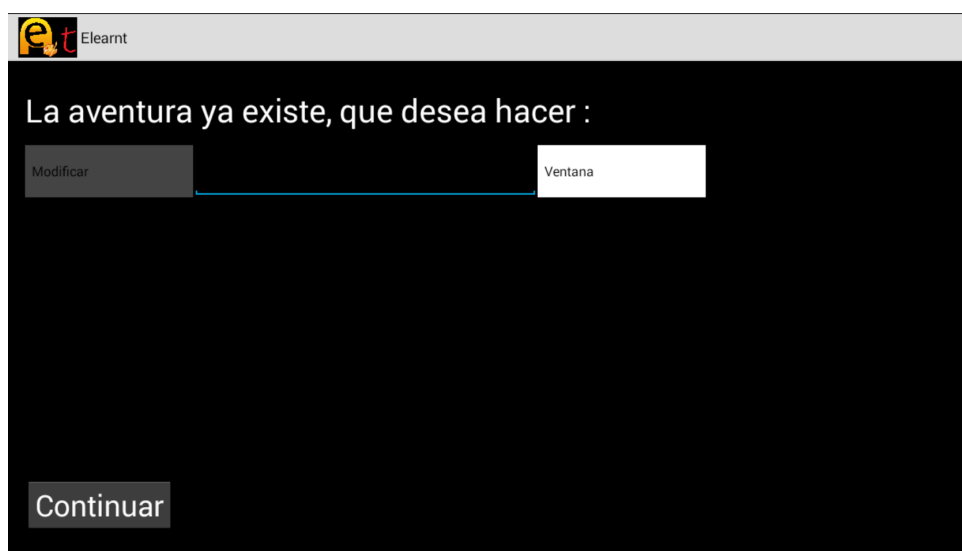 Elearnt
La aventura ya existe, que desea hacer :
Modificar
Ventana
Continuar